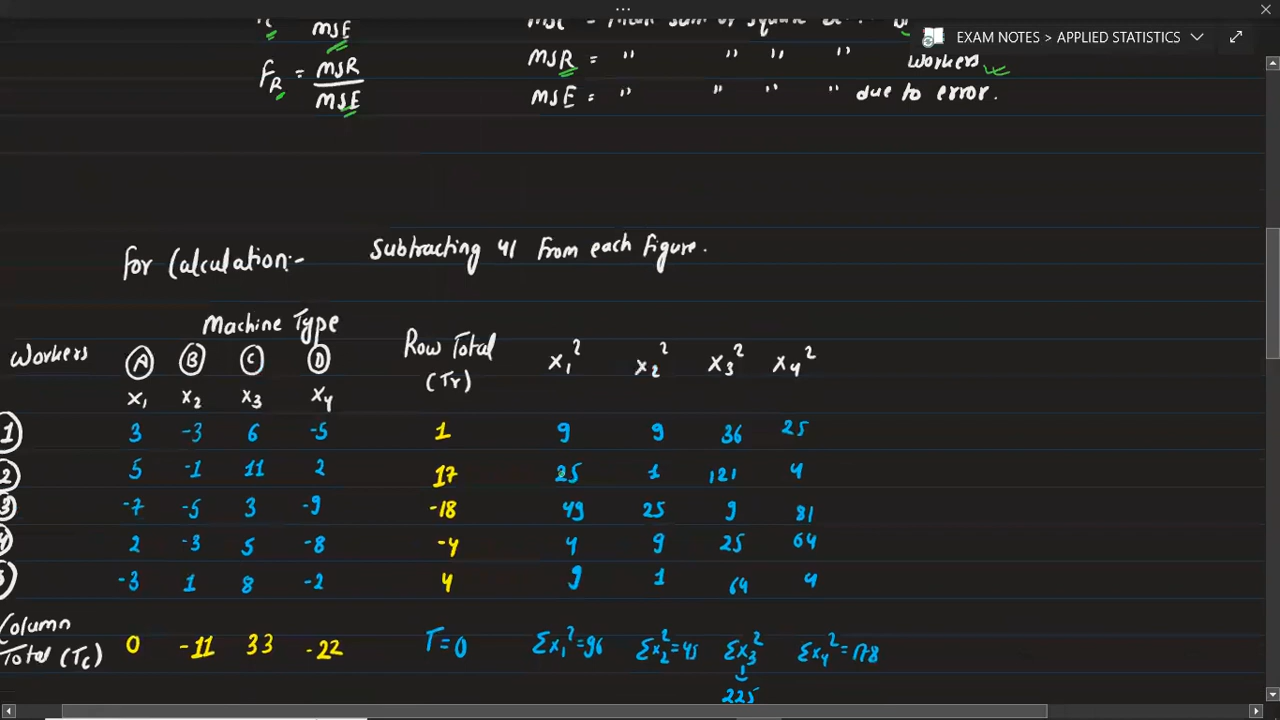 MSE
MSR = " " " " workers
F_R = MSR / MSE
MSE = " " " " due to error.
EXAM NOTES > APPLIED STATISTICS
For Calculation:- Subtracting 41 From each Figure.
Machine Type
Workers A B C D Row Total (Tr) x₁² x₂² x₃² x₄²
x₁ x₂ x₃ x₄
1 3 -3 6 -5 1 9 9 36 25
2 5 -1 11 2 17 25 1 121 4
3 -7 -5 3 -9 -18 49 25 9 81
4 2 -3 5 -8 -4 4 9 25 64
5 -3 1 8 -2 4 9 1 64 4
Column Total (Tc) 0 -11 33 -22 T=0 Σx₁²=96 Σx₂²=45 Σx₃² Σx₄²=178
225